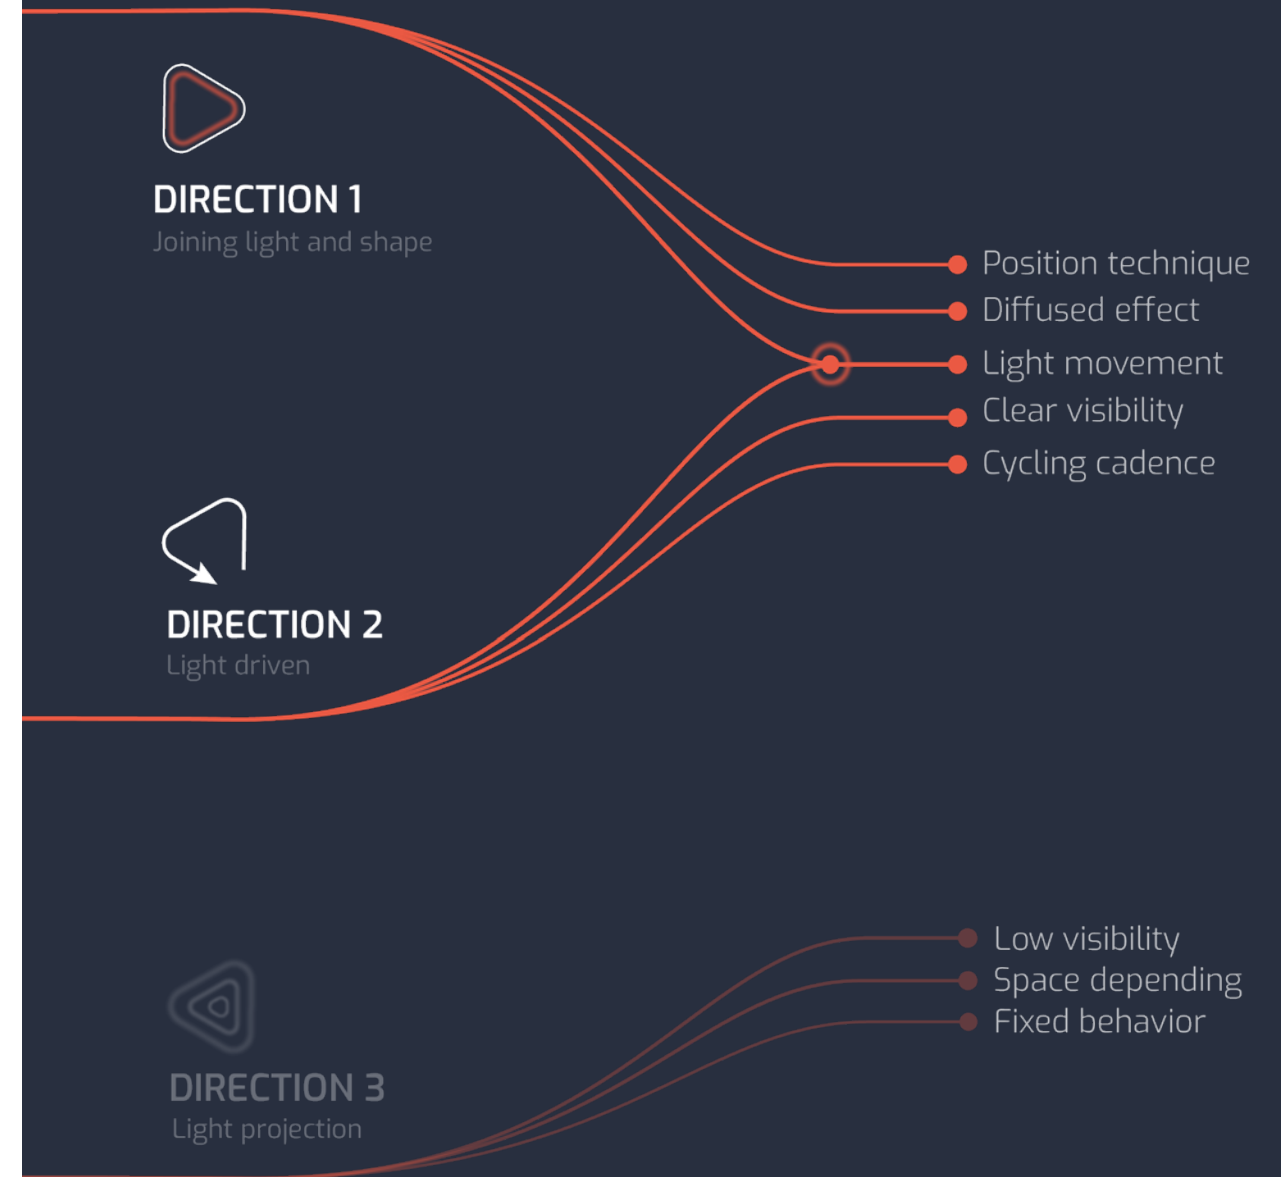 DIRECTION 1
Joining light and shape
Position technique
Diffused effect
Light movement
Clear visibility
Cycling cadence
DIRECTION 2
Light driven
Low visibility
Space depending
Fixed behavior
DIRECTION 3
Light projection